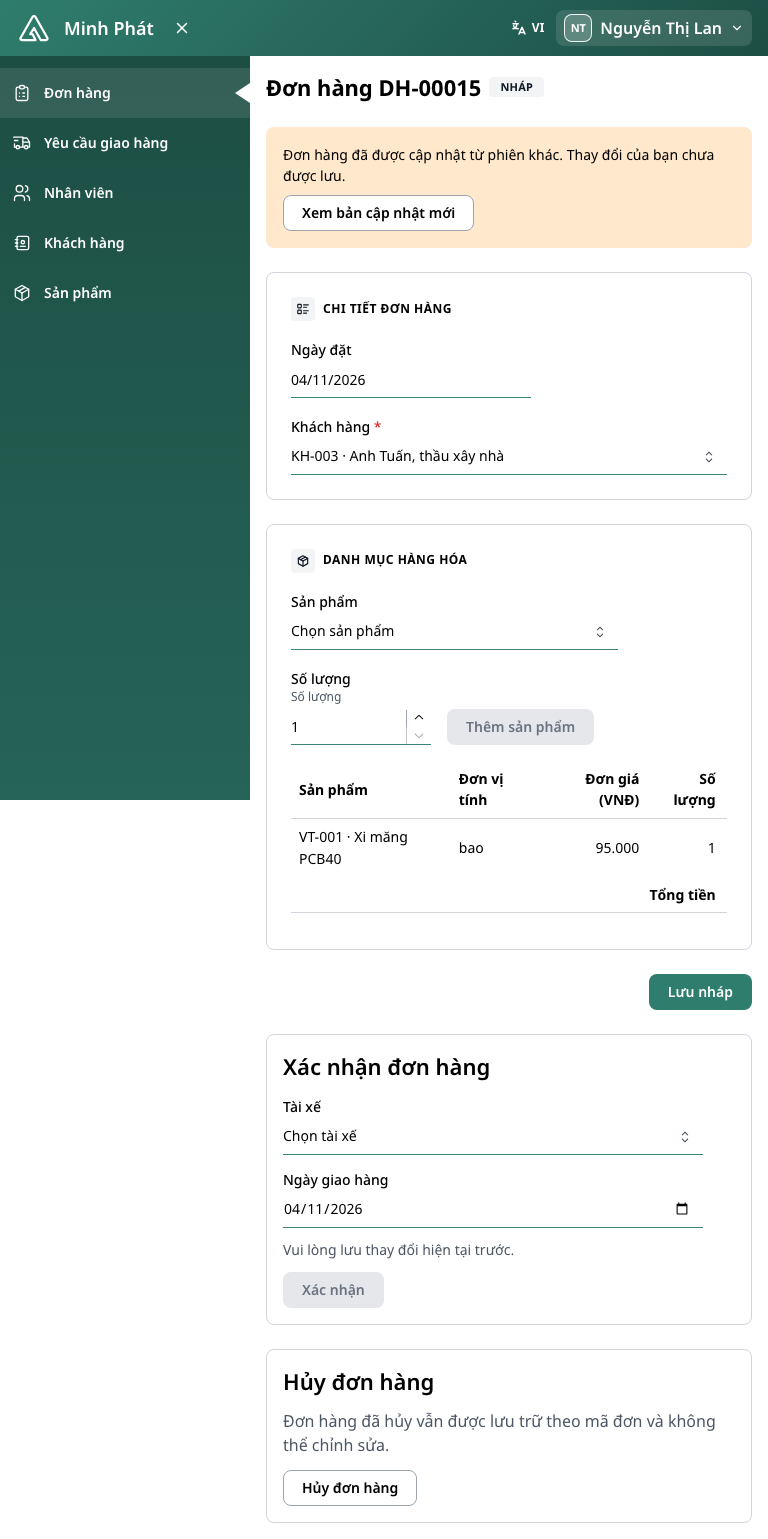 Minh Phát
VI
NT
Nguyễn Thị Lan
Đơn hàng
Yêu cầu giao hàng
Nhân viên
Khách hàng
Sản phẩm
Đơn hàng DH-00015
NHÁP
Đơn hàng đã được cập nhật từ phiên khác. Thay đổi của bạn chưa
được lưu.
Xem bản cập nhật mới
CHI TIẾT ĐƠN HÀNG
Ngày đặt
04/11/2026
Khách hàng *
KH-003 · Anh Tuấn, thầu xây nhà
DANH MỤC HÀNG HÓA
Sản phẩm
Chọn sản phẩm
Số lượng
Số lượng
1
Thêm sản phẩm
Sản phẩm
Đơn vị
tính
Đơn giá
(VNĐ)
Số
lượng
VT-001 · Xi măng
PCB40
bao
95.000
1
Tổng tiền
Lưu nháp
Xác nhận đơn hàng
Tài xế
Chọn tài xế
Ngày giao hàng
04/11/2026
Vui lòng lưu thay đổi hiện tại trước.
Xác nhận
Hủy đơn hàng
Đơn hàng đã hủy vẫn được lưu trữ theo mã đơn và không
thể chỉnh sửa.
Hủy đơn hàng